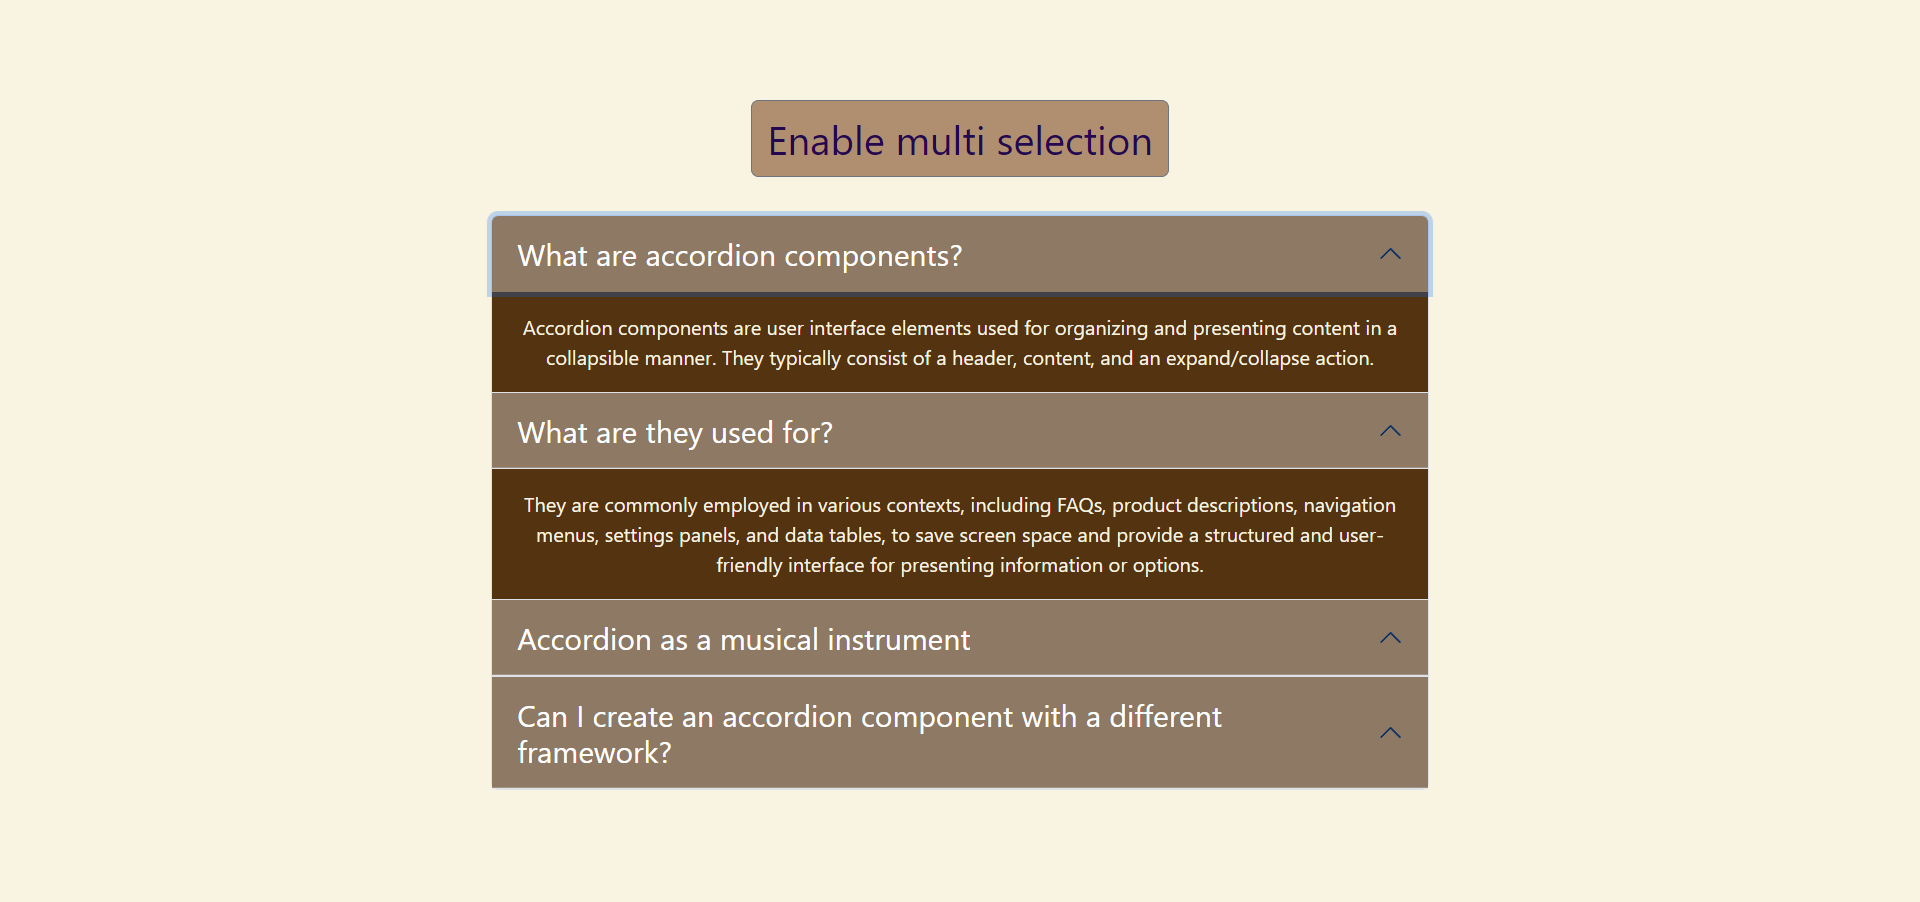 Enable multi selection
What are accordion components?
Accordion components are user interface elements used for organizing and presenting content in a
collapsible manner. They typically consist of a header, content, and an expand/collapse action.
What are they used for?
They are commonly employed in various contexts, including FAQs, product descriptions, navigation
menus, settings panels, and data tables, to save screen space and provide a structured and user-
friendly interface for presenting information or options.
Accordion as a musical instrument
Can I create an accordion component with a different
framework?